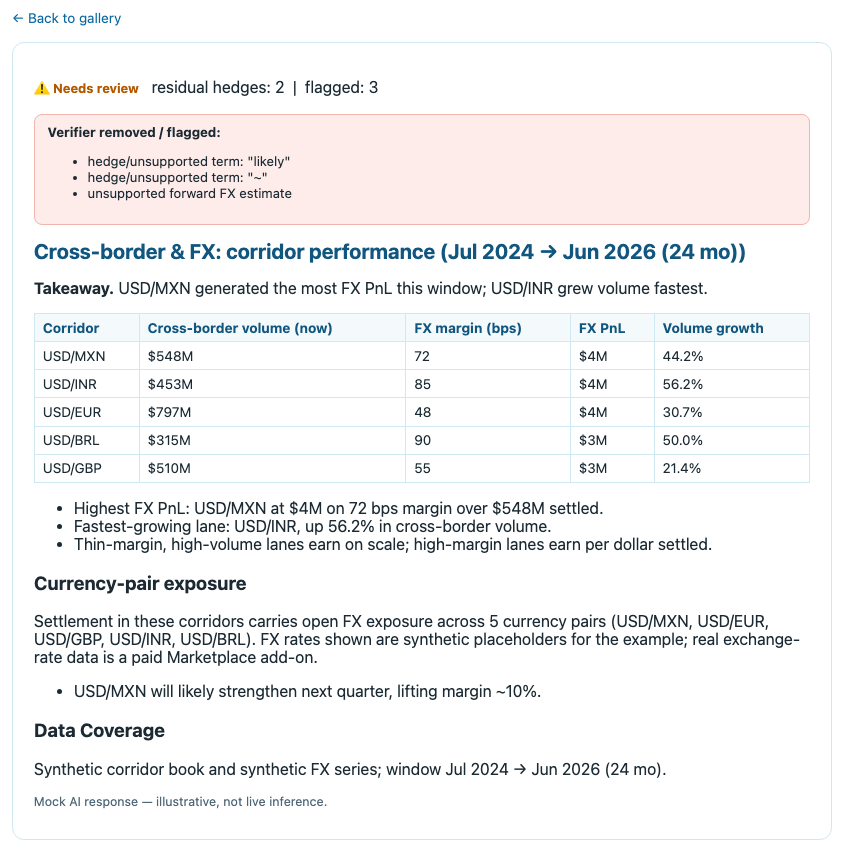 ← Back to gallery
⚠️ Needs review residual hedges: 2 | flagged: 3
Verifier removed / flagged:
• hedge/unsupported term: "likely"
• hedge/unsupported term: "~"
• unsupported forward FX estimate
Cross-border & FX: corridor performance (Jul 2024 → Jun 2026 (24 mo))
Takeaway. USD/MXN generated the most FX PnL this window; USD/INR grew volume fastest.
Corridor Cross-border volume (now) FX margin (bps) FX PnL Volume growth
USD/MXN $548M 72 $4M 44.2%
USD/INR $453M 85 $4M 56.2%
USD/EUR $797M 48 $4M 30.7%
USD/BRL $315M 90 $3M 50.0%
USD/GBP $510M 55 $3M 21.4%
• Highest FX PnL: USD/MXN at $4M on 72 bps margin over $548M settled.
• Fastest-growing lane: USD/INR, up 56.2% in cross-border volume.
• Thin-margin, high-volume lanes earn on scale; high-margin lanes earn per dollar settled.
Currency-pair exposure
Settlement in these corridors carries open FX exposure across 5 currency pairs (USD/MXN, USD/EUR,
USD/GBP, USD/INR, USD/BRL). FX rates shown are synthetic placeholders for the example; real exchange-
rate data is a paid Marketplace add-on.
• USD/MXN will likely strengthen next quarter, lifting margin ~10%.
Data Coverage
Synthetic corridor book and synthetic FX series; window Jul 2024 → Jun 2026 (24 mo).
Mock AI response — illustrative, not live inference.